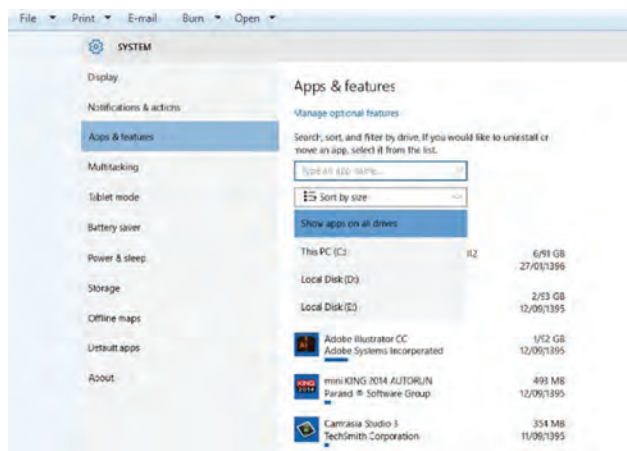 File Print E-mail Burn Open
SYSTEM
Display
Notifications & actions
Apps & features
Multitasking
Tablet mode
Battery saver
Power & sleep
Storage
Offline maps
Default apps
About
Apps & features
Manage optional features
Search, sort, and filter by drive. If you would like to uninstall or
move an app, select it from the list.
Type an app name...
Sort by size
Show apps on all drives
This PC (C:)
Local Disk (D:)
Local Disk (E:)
6/91 GB
27/01/1396
2/53 GB
12/09/1395
Adobe Illustrator CC 1/52 GB
Adobe Systems Incorporated 12/09/1395
mini KING 2014 AUTORUN 493 MB
Parand ® Software Group 12/09/1395
Camtasia Studio 3 354 MB
TechSmith Corporation 11/09/1395